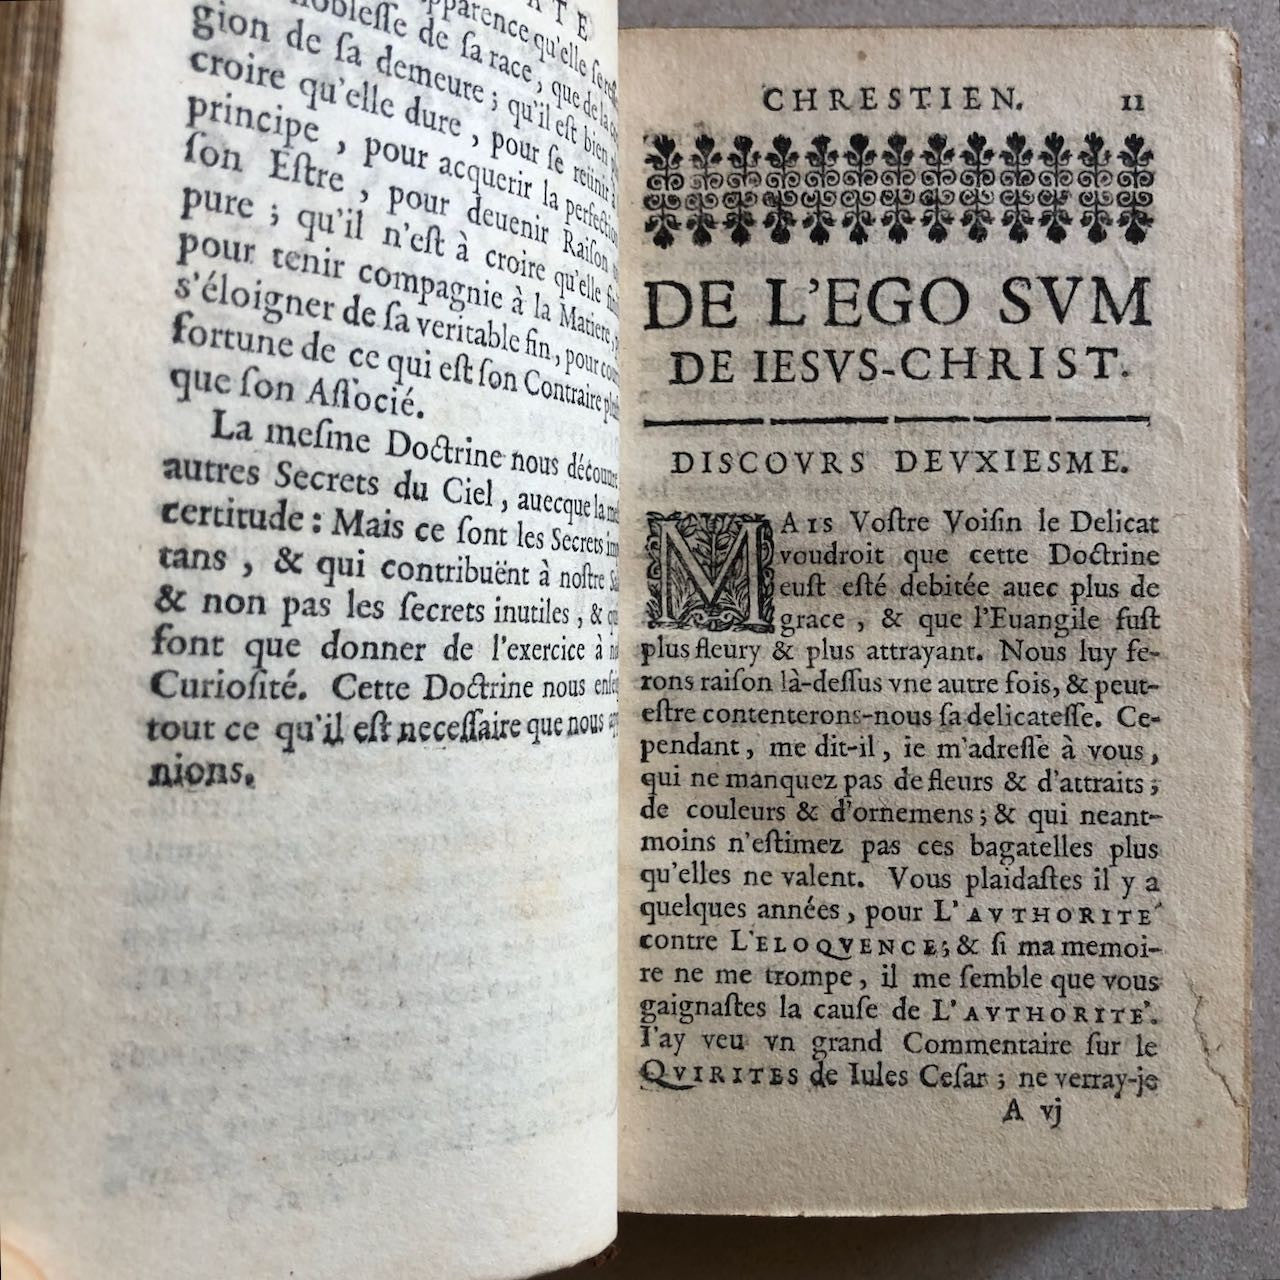 ATE
apparence qu'elle
noblesse de sa race, que de la
gion de sa demeure; qu'il est bien
croire qu'elle dure, pour se reünir à
principe, pour acquerir la perfection
son Estre, pour deuenir Raison
pure; qu'il n'est à croire qu'elle
pour tenir compagnie à la Matiere,
s'éloigner de sa veritable fin, pour
fortune de ce qui est son Contraire
que son Associé.
La mesme Doctrine nous
autres Secrets du Ciel, auecque la
certitude: Mais ce sont les Secrets
tans, & qui contribuënt à nostre
& non pas les secrets inutiles, &
font que donner de l'exercice à
Curiosité. Cette Doctrine nous
tout ce qu'il est necessaire que nous
nions.
CHRESTIEN. 11
DE L'EGO SVM
DE IESVS-CHRIST.
DISCOVRS DEVXIESME.
MAIS Vostre Voisin le Delicat
voudroit que cette Doctrine
eust esté debitée auec plus de
grace, & que l'Euangile fust
plus fleury & plus attrayant. Nous luy fe-
rons raison là-dessus vne autre fois, & peut-
estre contenterons-nous sa delicatesse. Ce-
pendant, me dit-il, ie m'adresse à vous,
qui ne manquez pas de fleurs & d'attraits;
de couleurs & d'ornemens; & qui neant-
moins n'estimez pas ces bagatelles plus
qu'elles ne valent. Vous plaidastes il y a
quelques années, pour L'AVTHORITE'
contre L'ELOQVENCE; & si ma memoi-
re ne me trompe, il me semble que vous
gaignastes la cause de L'AVTHORITE'.
I'ay veu vn grand Commentaire sur le
QVIRITES de Iules Cesar; ne verray-je
A vj